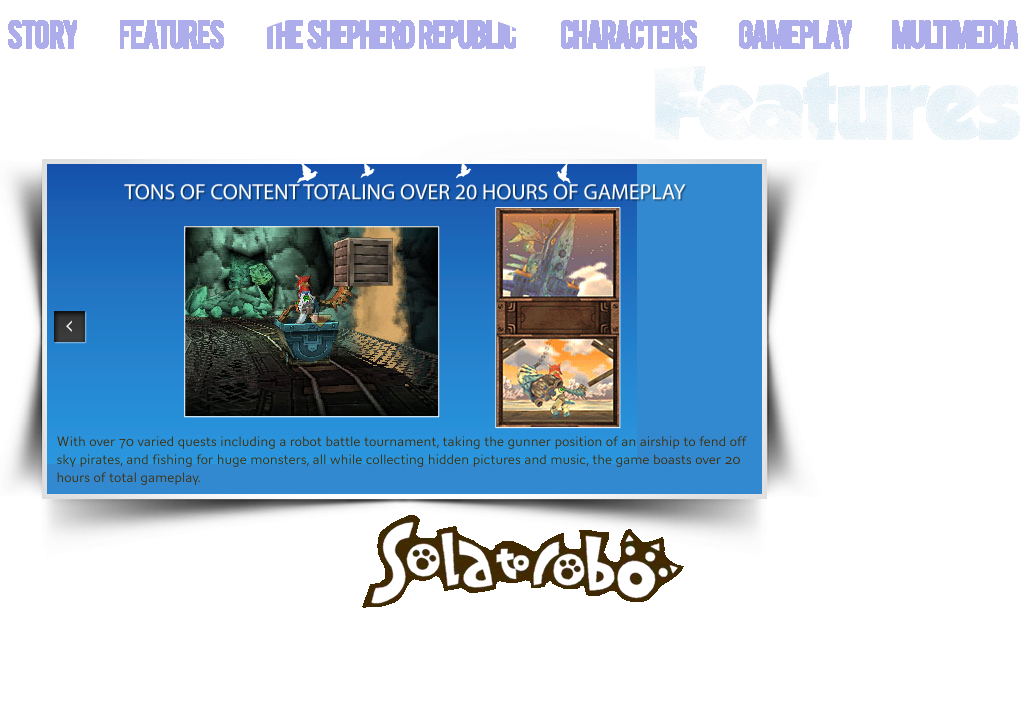 STORY FEATURES THE SHEPHERD REPUBLIC CHARACTERS GAMEPLAY MULTIMEDIA
Features
TONS OF CONTENT TOTALING OVER 20 HOURS OF GAMEPLAY
With over 70 varied quests including a robot battle tournament, taking the gunner position of an airship to fend off
sky pirates, and fishing for huge monsters, all while collecting hidden pictures and music, the game boasts over 20
hours of total gameplay.
Solatorobo